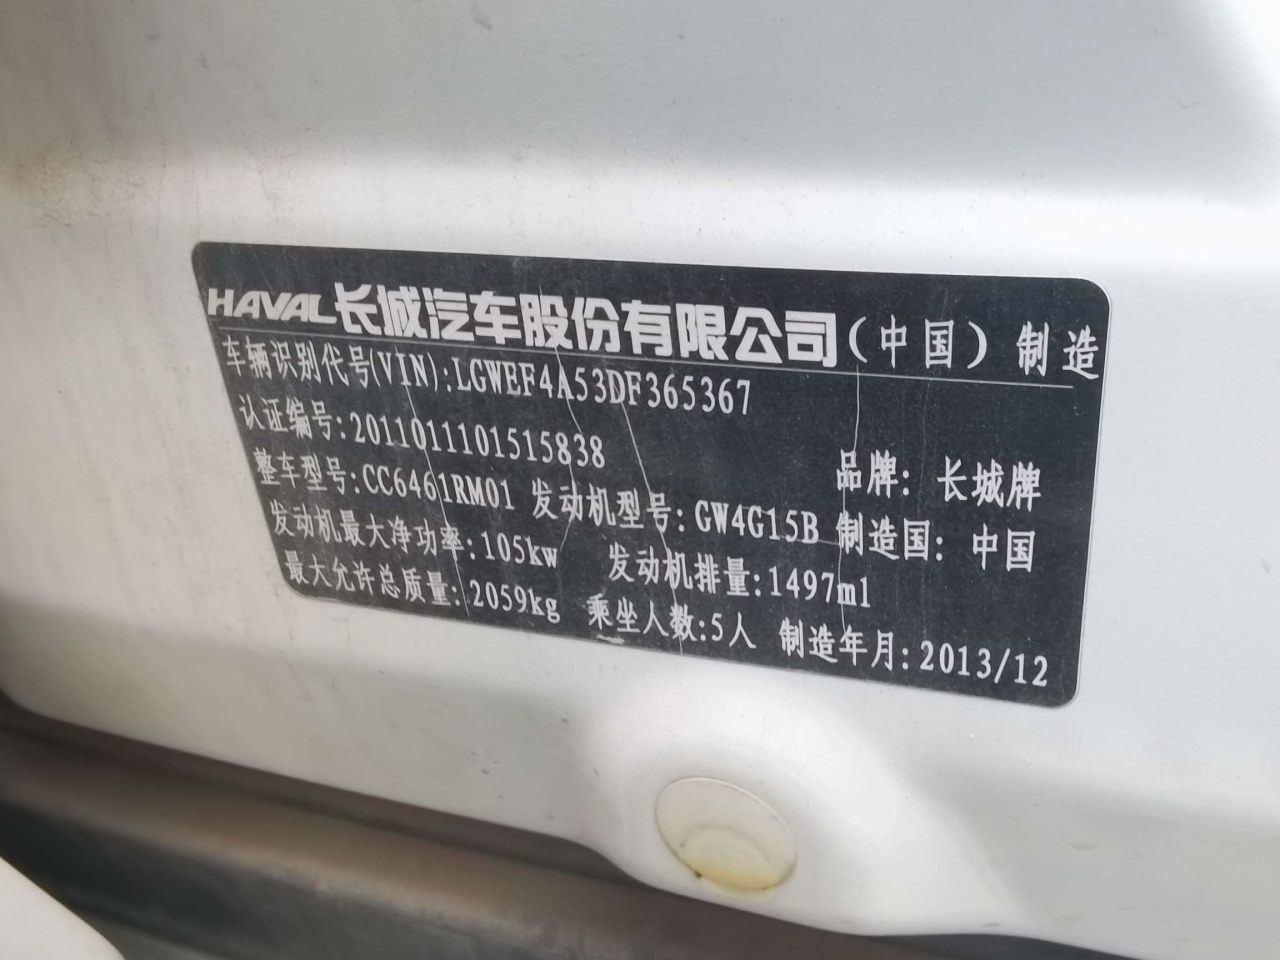 HAVAL长城汽车股份有限公司(中国)制造
车辆识别代号(VIN):LGWEF4A53DF365367
认证编号:2011011101515838 品牌: 长城牌
整车型号:CC6461RM01 发动机型号:GW4G15B 制造国: 中国
发动机最大净功率:105kw 发动机排量:1497ml
最大允许总质量:2059kg 乘坐人数:5人 制造年月:2013/12